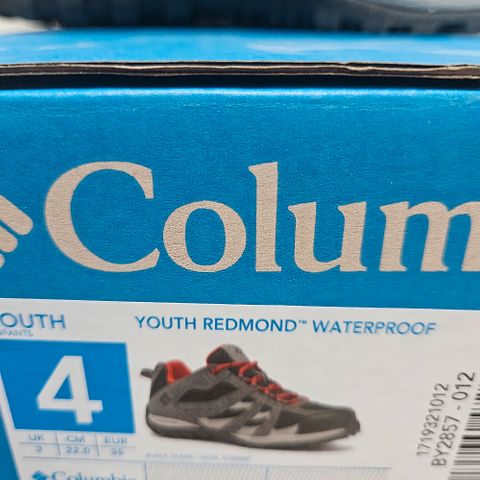 Colum
OUTH
YOUTH REDMOND™ WATERPROOF
4
UK CM EUR
3 22.0 35
Columbia
1719321012
BY2857 - 012